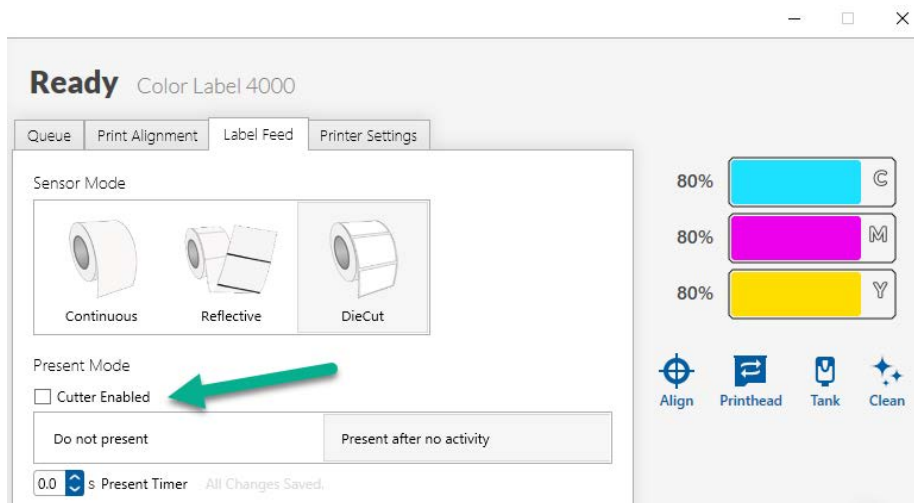 Ready Color Label 4000
Queue Print Alignment Label Feed Printer Settings
Sensor Mode
Continuous Reflective DieCut
Present Mode
Cutter Enabled
Do not present Present after no activity
0.0 s Present Timer All Changes Saved.
80% C
80% M
80% Y
Align Printhead Tank Clean